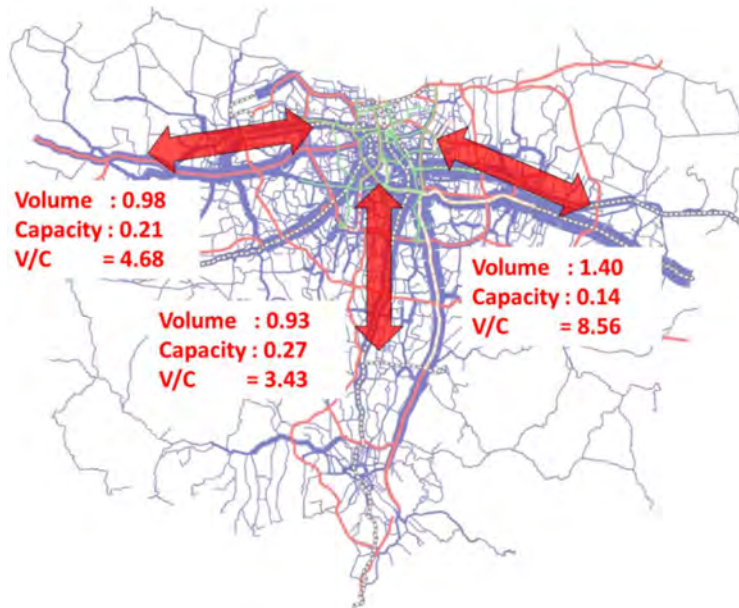 Volume : 0.98
Capacity : 0.21
V/C = 4.68
Volume : 0.93
Capacity : 0.27
V/C = 3.43
Volume : 1.40
Capacity : 0.14
V/C = 8.56